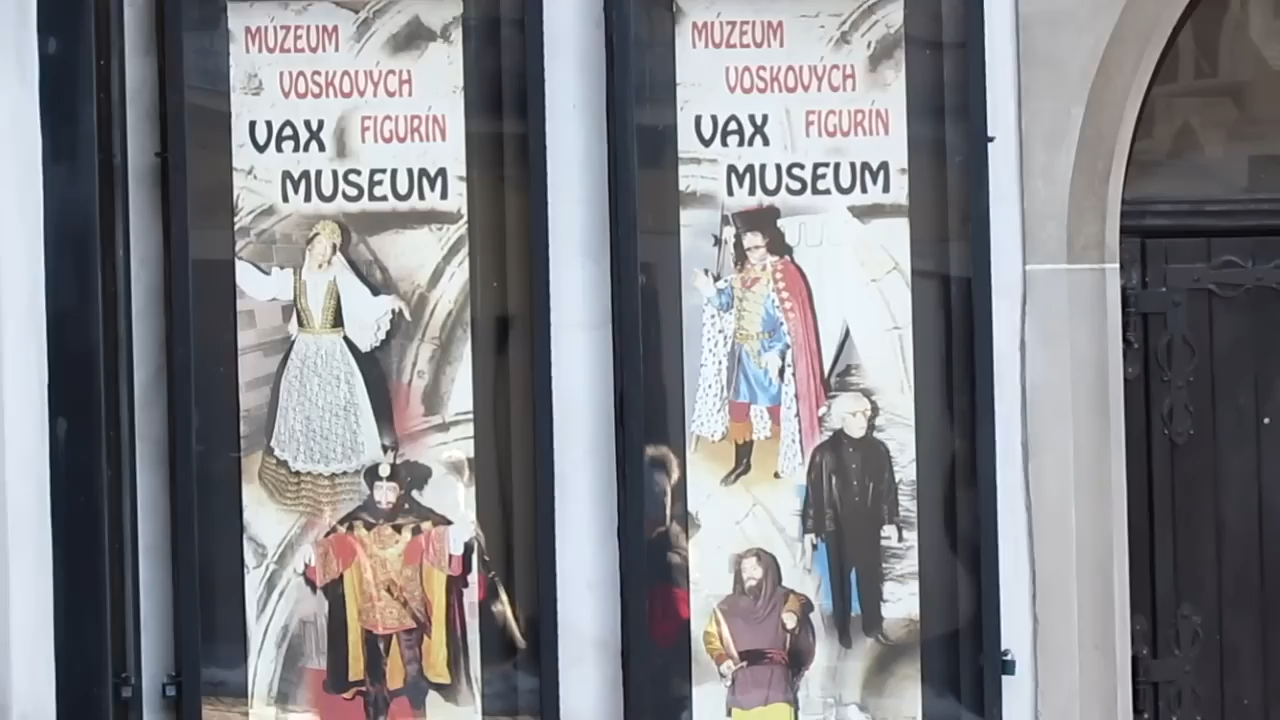 MÚZEUM
VOSKOVÝCH
VAX FIGURÍN
MUSEUM
MÚZEUM
VOSKOVÝCH
VAX FIGURÍN
MUSEUM